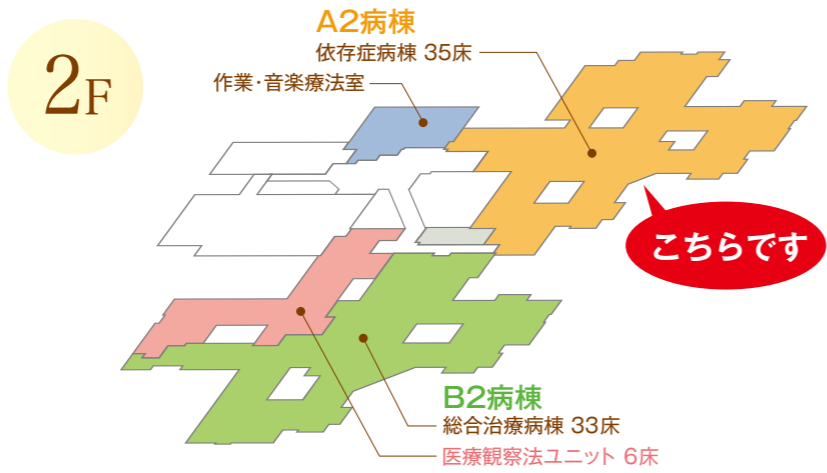 2F
A2病棟
依存症病棟 35床
作業・音楽療法室
こちらです
B2病棟
総合治療病棟 33床
医療観察法ユニット 6床